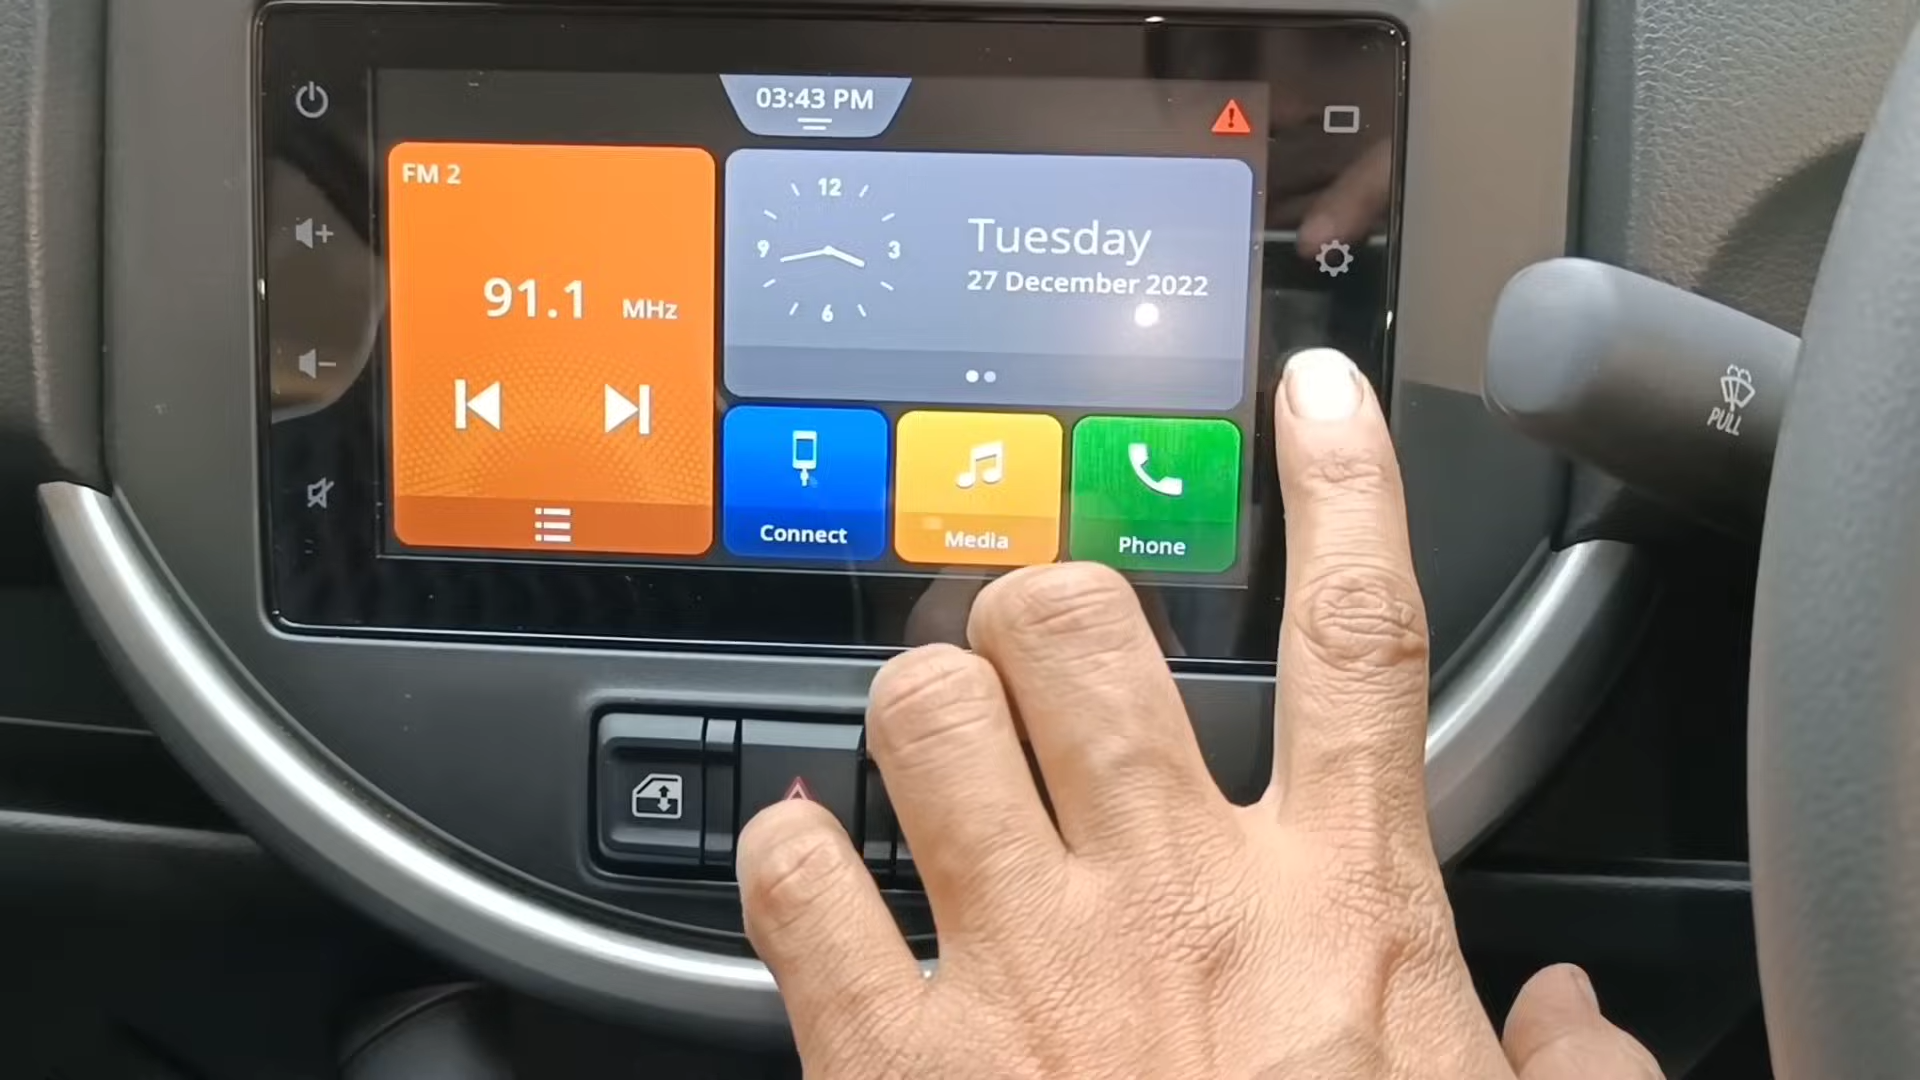 03:43 PM
FM 2
91.1 MHz
12
9
3
6
Tuesday
27 December 2022
Connect
Media
Phone
PULL